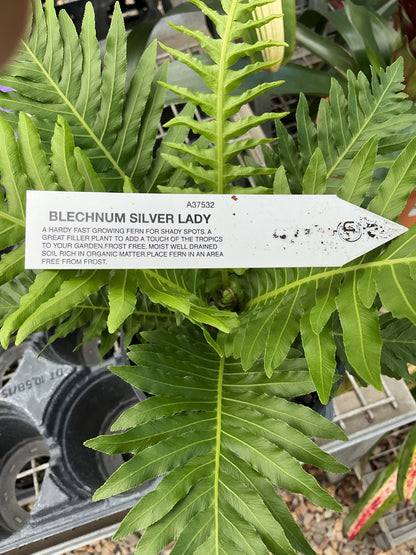 A37532
BLECHNUM SILVER LADY
A HARDY FAST GROWING FERN FOR SHADY SPOTS. A
GREAT FILLER PLANT TO ADD A TOUCH OF THE TROPICS
TO YOUR GARDEN.FROST FREE. MOIST WELL DRAINED
SOIL RICH IN ORGANIC MATTER.PLACE FERN IN AN AREA
FREE FROM FROST.